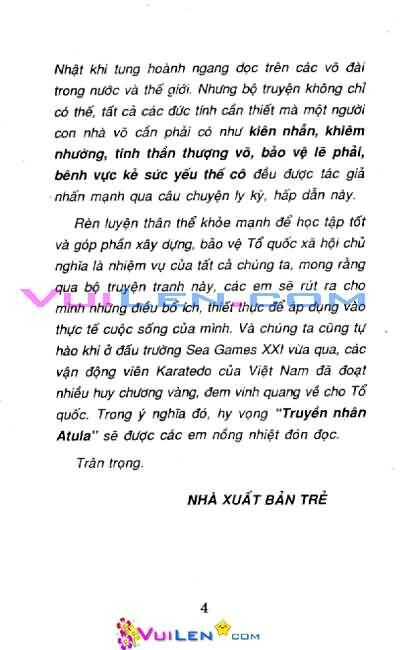 Nhật khi tung hoành ngang dọc trên các võ đài
trong nước và thế giới. Nhưng bộ truyện không chỉ
có thế, tất cả các đức tính cần thiết mà một người
con nhà võ cần phải có như kiên nhẫn, khiêm
nhường, tinh thần thượng võ, bảo vệ lẽ phải,
bênh vực kẻ sức yếu thế cô đều được tác giả
nhấn mạnh qua câu chuyện ly kỳ, hấp dẫn này.
Rèn luyện thân thể khỏe mạnh để học tập tốt
và góp phần xây dựng, bảo vệ Tổ quốc xã hội chủ
nghĩa là nhiệm vụ của tất cả chúng ta, mong rằng
qua bộ truyện tranh này, các em sẽ rút ra cho
mình những điều bổ ích, thiết thực để áp dụng vào
thực tế cuộc sống của mình. Và chúng ta cũng tự
hào khi ở đấu trường Sea Games XXI vừa qua, các
vận động viên Karatedo của Việt Nam đã đoạt
nhiều huy chương vàng, đem vinh quang về cho Tổ
quốc. Trong ý nghĩa đó, hy vọng "Truyền nhân
Atula" sẽ được các em nồng nhiệt đón đọc.
Trân trọng.
NHÀ XUẤT BẢN TRẺ
4
VUILEN.COM
VUILEN.COM